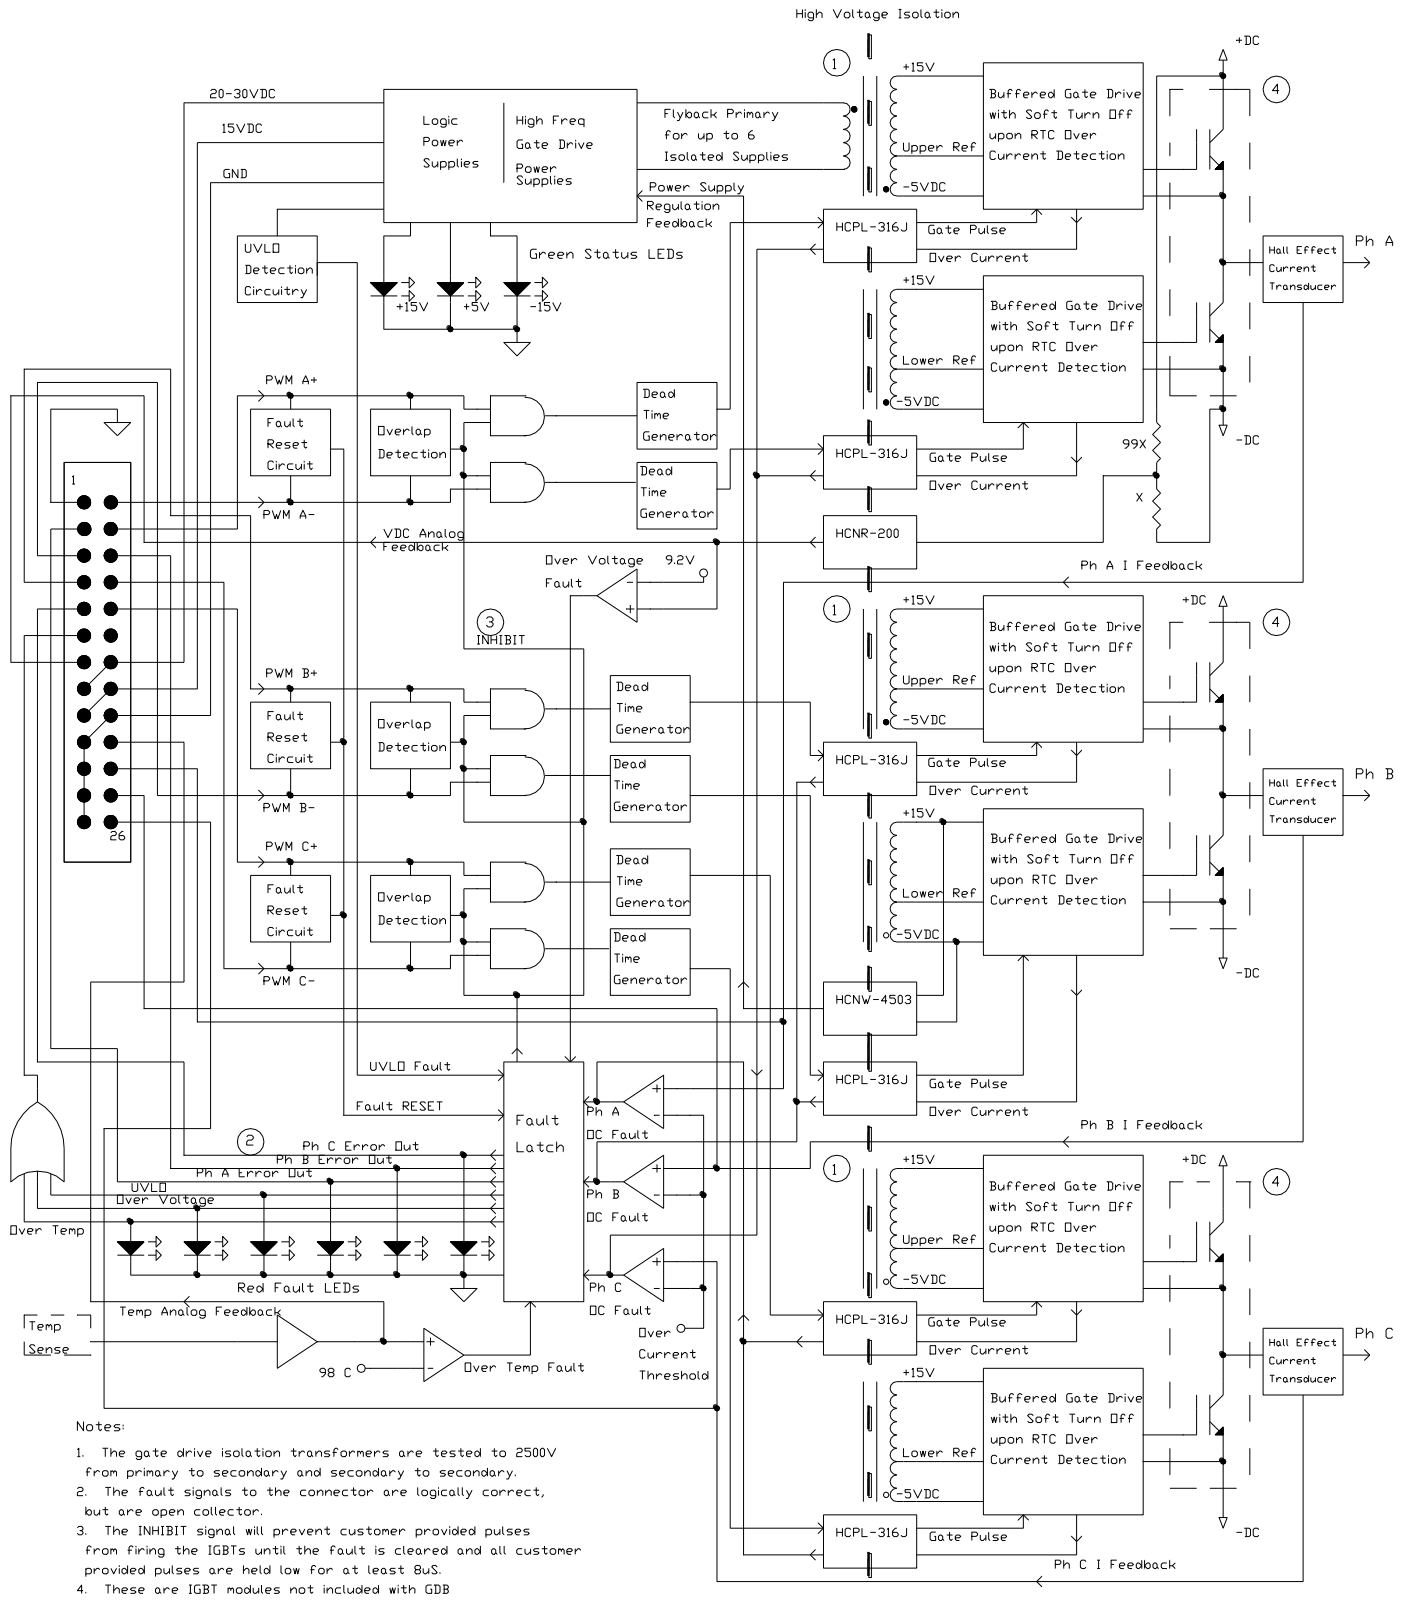 High Voltage Isolation
20-30VDC
15VDC
GND
Logic
Power
Supplies
High Freq
Gate Drive
Power
Supplies
Flyback Primary
for up to 6
Isolated Supplies
Power Supply
Regulation
Feedback
UVLO
Detection
Circuitry
Green Status LEDs
+15V
+5V
-15V
1
+15V
Upper Ref
-5VDC
Buffered Gate Drive
with Soft Turn Off
upon RTC Over
Current Detection
+DC
4
HCPL-316J
Gate Pulse
Over Current
Hall Effect
Current
Transducer
Ph A
+15V
Lower Ref
-5VDC
Buffered Gate Drive
with Soft Turn Off
upon RTC Over
Current Detection
-DC
99X
X
HCPL-316J
Gate Pulse
Over Current
HCNR-200
Ph A I Feedback
PWM A+
Fault
Reset
Circuit
PWM A-
Overlap
Detection
Dead
Time
Generator
Dead
Time
Generator
VDC Analog
Feedback
Over Voltage
Fault
9.2V
-
+
3
INHIBIT
1
26
PWM B+
Fault
Reset
Circuit
PWM B-
Overlap
Detection
Dead
Time
Generator
Dead
Time
Generator
1
+15V
Upper Ref
-5VDC
Buffered Gate Drive
with Soft Turn Off
upon RTC Over
Current Detection
+DC
4
HCPL-316J
Gate Pulse
Over Current
Hall Effect
Current
Transducer
Ph B
+15V
Lower Ref
-5VDC
Buffered Gate Drive
with Soft Turn Off
upon RTC Over
Current Detection
-DC
HCNW-4503
HCPL-316J
Gate Pulse
Over Current
Ph B I Feedback
PWM C+
Fault
Reset
Circuit
PWM C-
Overlap
Detection
Dead
Time
Generator
Dead
Time
Generator
UVLO Fault
Fault RESET
2
Ph C Error Out
Ph B Error Out
Ph A Error Out
UVLO
Over Voltage
Over Temp
Red Fault LEDs
Fault
Latch
+
-
Ph A
OC Fault
+
-
Ph B
OC Fault
+
-
Ph C
OC Fault
Over
Current
Threshold
Temp Analog Feedback
Temp
Sense
98 C
+
-
Over Temp Fault
1
+15V
Upper Ref
-5VDC
Buffered Gate Drive
with Soft Turn Off
upon RTC Over
Current Detection
+DC
4
HCPL-316J
Gate Pulse
Over Current
Hall Effect
Current
Transducer
Ph C
+15V
Lower Ref
-5VDC
Buffered Gate Drive
with Soft Turn Off
upon RTC Over
Current Detection
-DC
HCPL-316J
Gate Pulse
Over Current
Ph C I Feedback
Notes:
1. The gate drive isolation transformers are tested to 2500V
from primary to secondary and secondary to secondary.
2. The fault signals to the connector are logically correct,
but are open collector.
3. The INHIBIT signal will prevent customer provided pulses
from firing the IGBTs until the fault is cleared and all customer
provided pulses are held low for at least 8uS.
4. These are IGBT modules not included with GDB